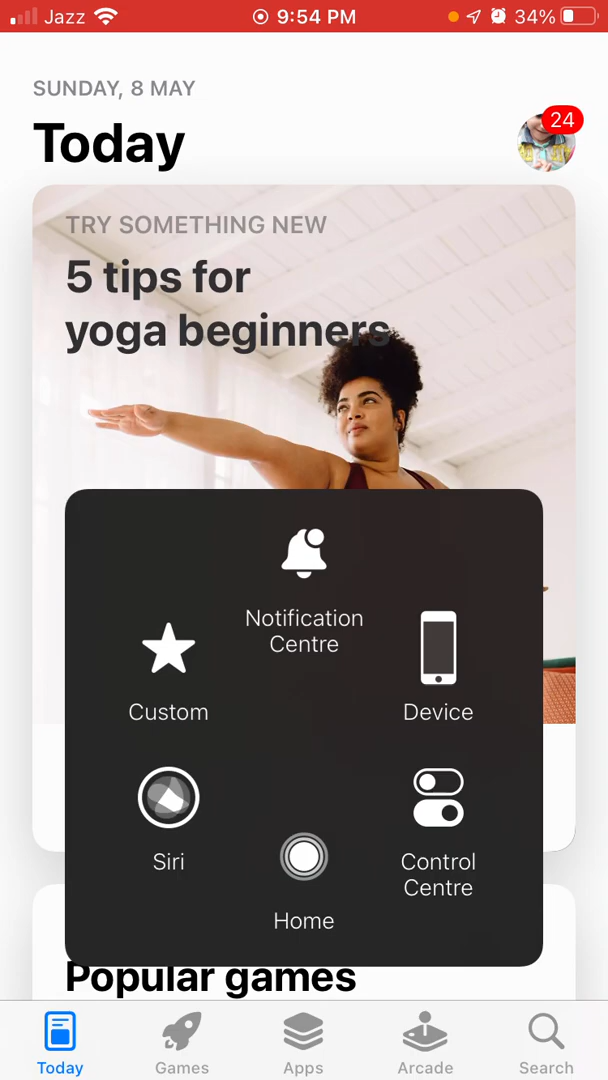 Jazz 9:54 PM 34%
SUNDAY, 8 MAY
Today
24
TRY SOMETHING NEW
5 tips for
yoga beginners
Notification
Centre
Custom
Device
Siri
Control
Centre
Home
Popular games
Today Games Apps Arcade Search